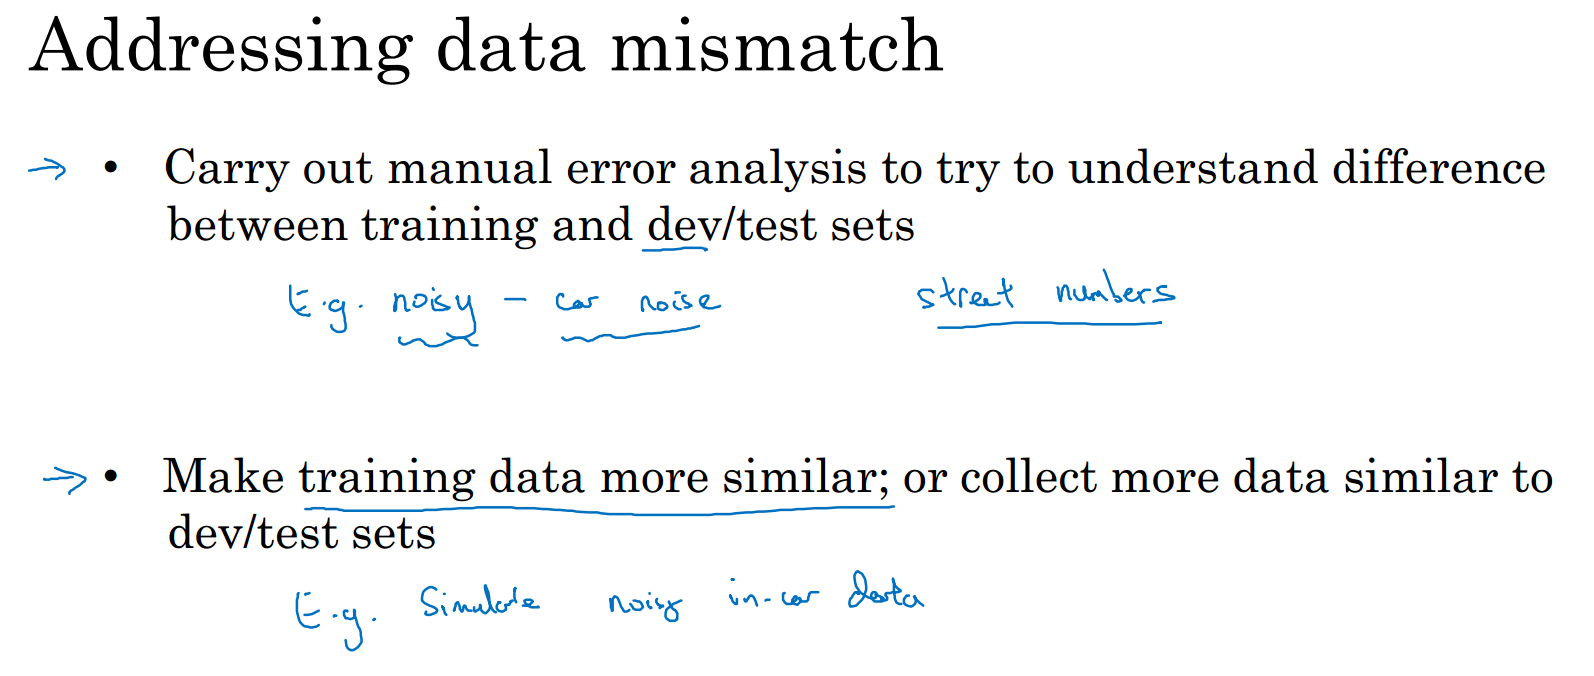 Addressing data mismatch
→ • Carry out manual error analysis to try to understand difference
between training and dev/test sets
E.g. noisy - car noise street numbers
→ • Make training data more similar; or collect more data similar to
dev/test sets
E.g. Simulate noisy in-car data